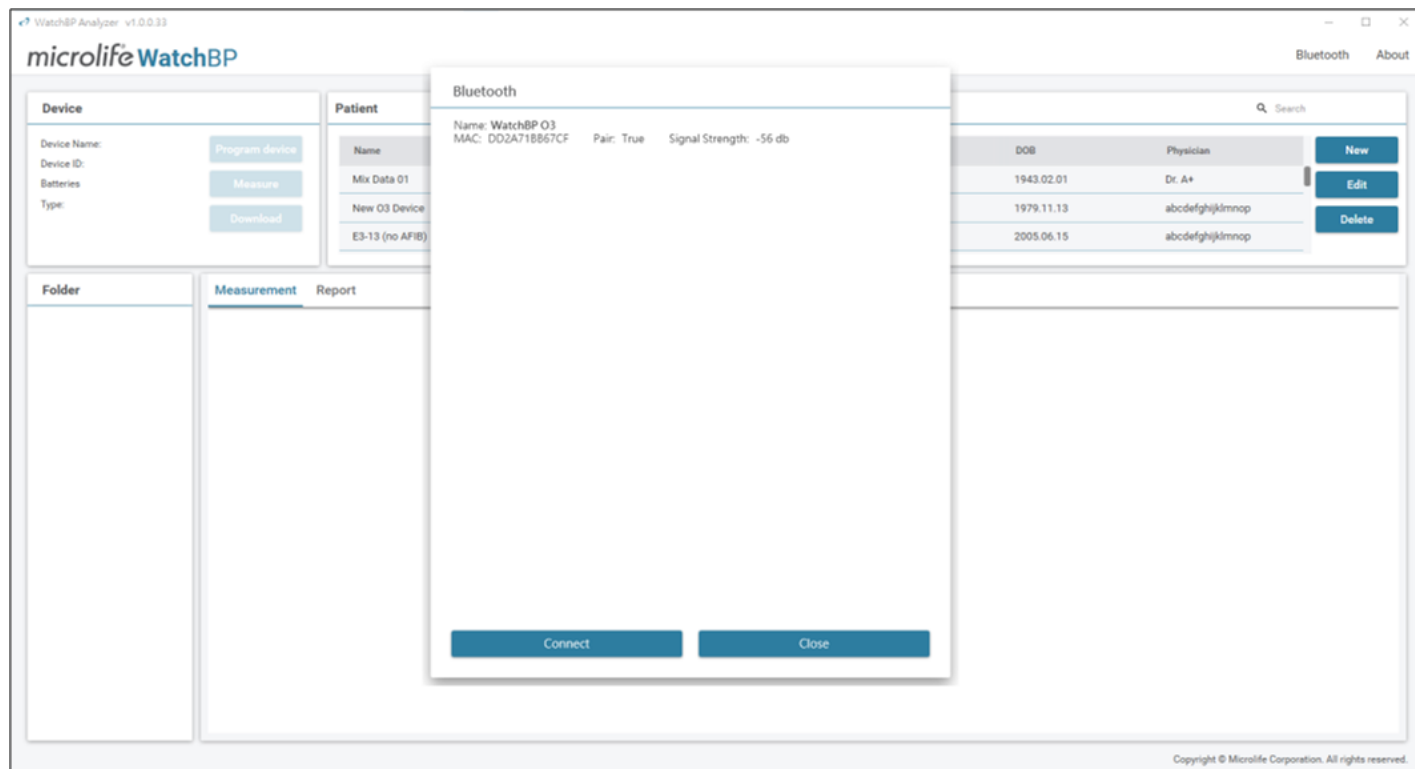 WatchBP Analyzer v1.0.0.33
microlife WatchBP
Bluetooth About
Device
Device Name:
Device ID:
Batteries
Type:
Program device
Measure
Download
Patient
Search
Name DOB Physician
Mix Data 01 1943.02.01 Dr. A+
New O3 Device 1979.11.13 abcdefghijklmnop
E3-13 (no AFIB) 2005.06.15 abcdefghijklmnop
New
Edit
Delete
Bluetooth
Name: WatchBP O3
MAC: DD2A71BB67CF Pair: True Signal Strength: -56 db
Connect Close
Folder
Measurement Report
Copyright © Microlife Corporation. All rights reserved.